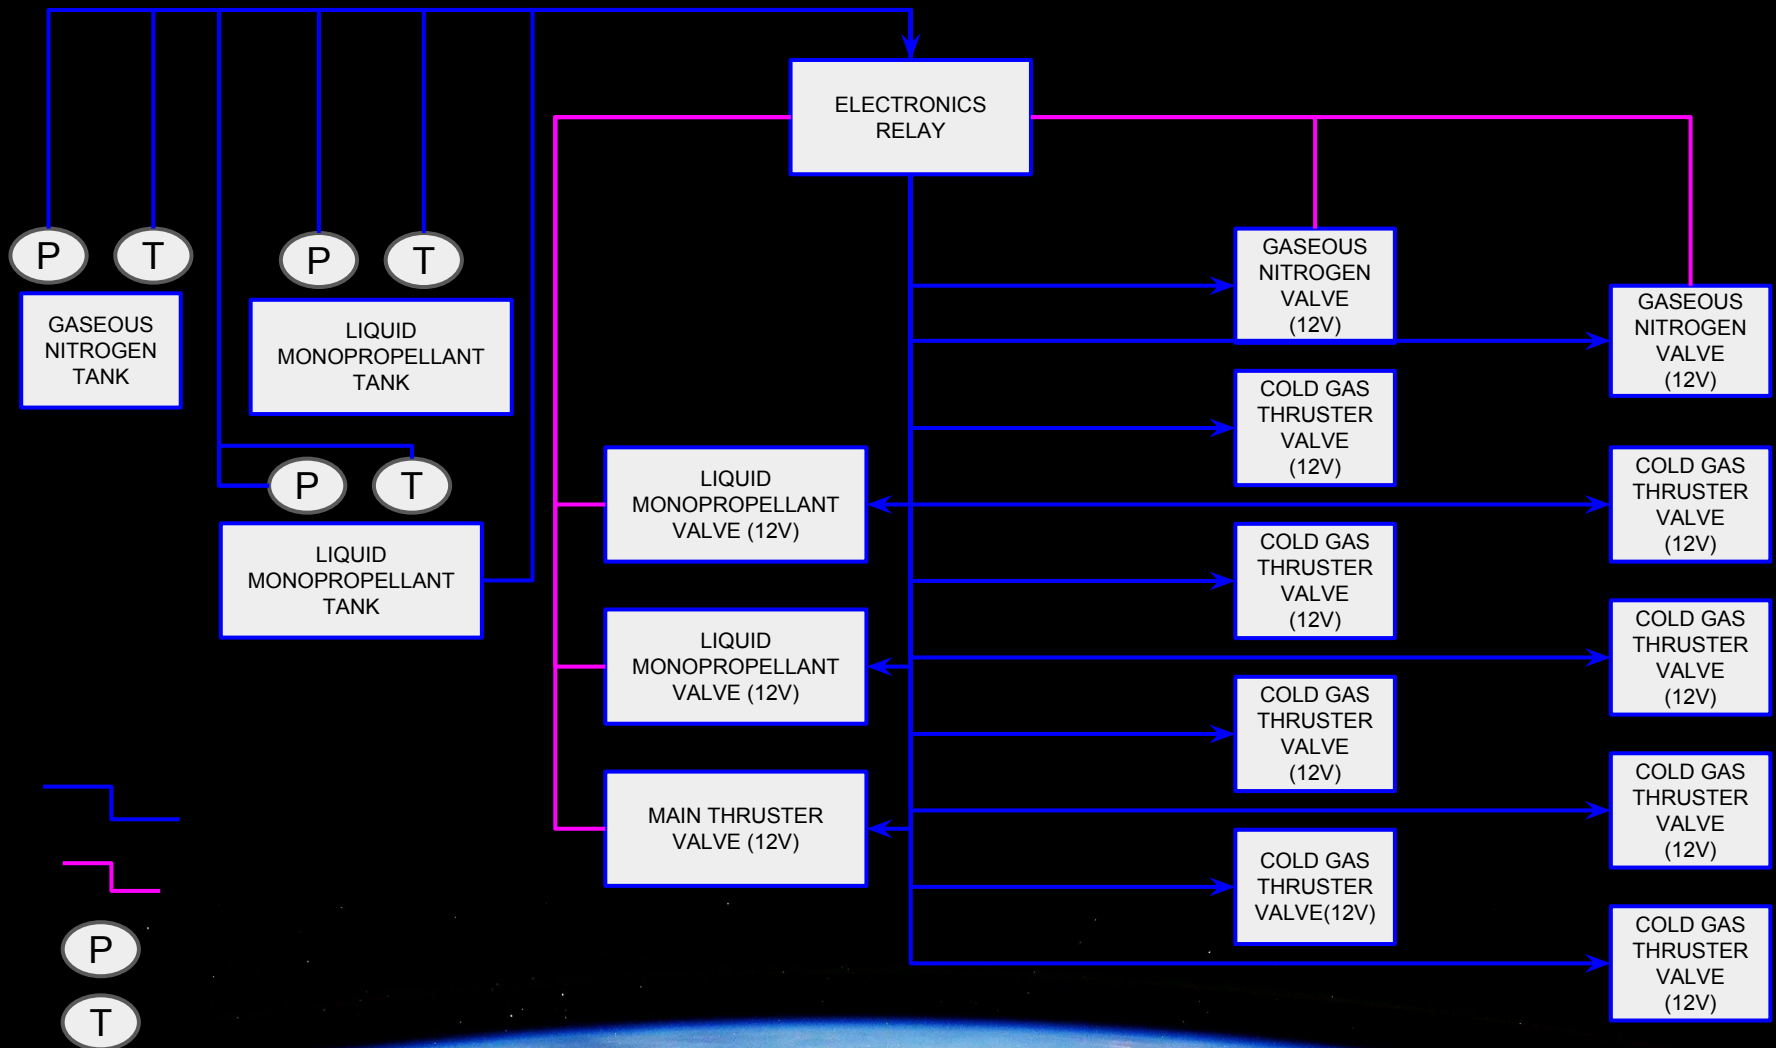 ELECTRONICS
RELAY
P
T
P
T
GASEOUS
NITROGEN
TANK
LIQUID
MONOPROPELLANT
TANK
P
T
LIQUID
MONOPROPELLANT
TANK
LIQUID
MONOPROPELLANT
VALVE (12V)
LIQUID
MONOPROPELLANT
VALVE (12V)
MAIN THRUSTER
VALVE (12V)
GASEOUS
NITROGEN
VALVE
(12V)
COLD GAS
THRUSTER
VALVE
(12V)
COLD GAS
THRUSTER
VALVE
(12V)
COLD GAS
THRUSTER
VALVE
(12V)
COLD GAS
THRUSTER
VALVE(12V)
GASEOUS
NITROGEN
VALVE
(12V)
COLD GAS
THRUSTER
VALVE
(12V)
COLD GAS
THRUSTER
VALVE
(12V)
COLD GAS
THRUSTER
VALVE
(12V)
COLD GAS
THRUSTER
VALVE
(12V)
P
T